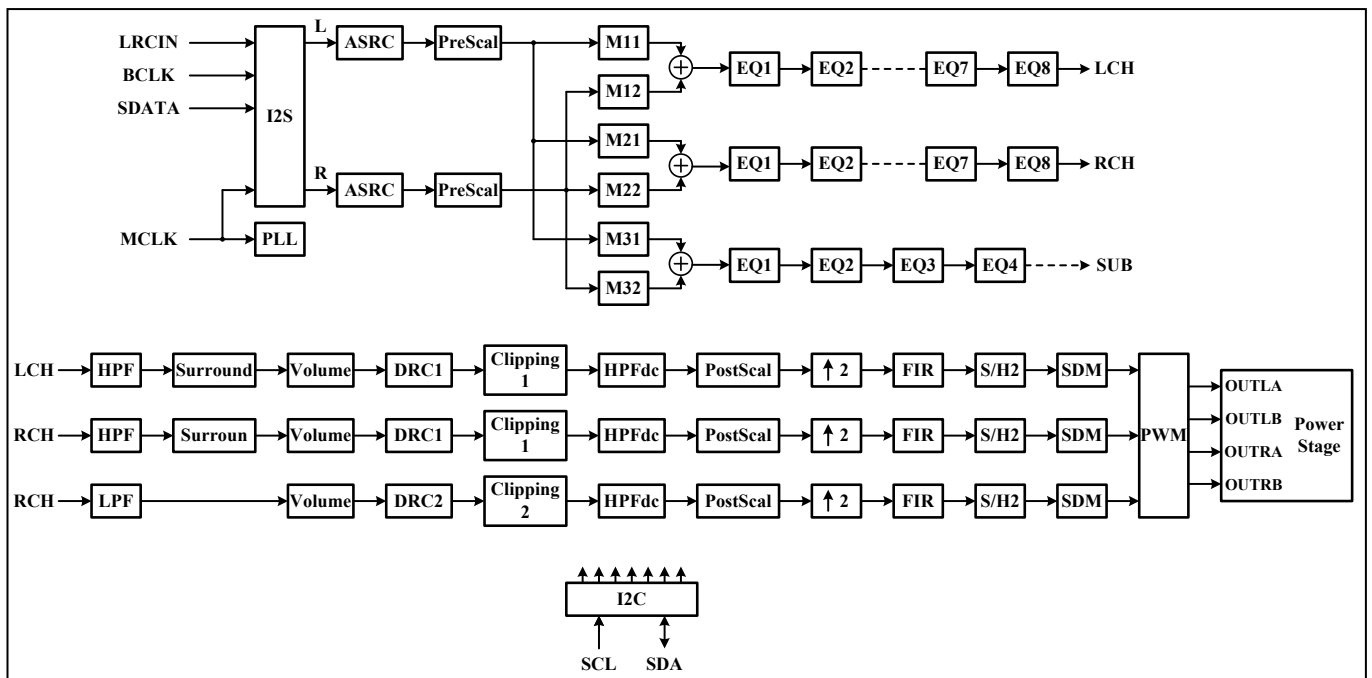 LRCIN
BCLK
SDATA
MCLK
I2S
PLL
L
ASRC
PreScal
R
ASRC
PreScal
M11
M12
M21
M22
M31
M32
EQ1
EQ2
EQ7
EQ8
LCH
EQ1
EQ2
EQ7
EQ8
RCH
EQ1
EQ2
EQ3
EQ4
SUB
LCH
HPF
Surround
Volume
DRC1
Clipping
1
HPFdc
PostScal
↑ 2
FIR
S/H2
SDM
RCH
HPF
Surroun
Volume
DRC1
Clipping
1
HPFdc
PostScal
↑ 2
FIR
S/H2
SDM
RCH
LPF
Volume
DRC2
Clipping
2
HPFdc
PostScal
↑ 2
FIR
S/H2
SDM
PWM
OUTLA
OUTLB
OUTRA
OUTRB
Power
Stage
I2C
SCL
SDA